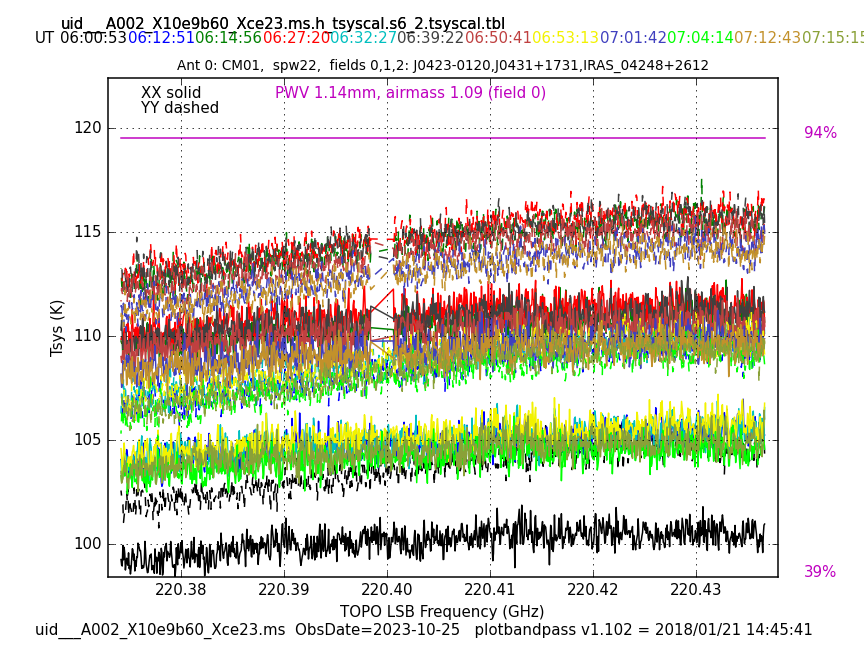 uid___A002_X10e9b60_Xce23.ms.h_tsyscal.s6_2.tsyscal.tbl
UT 06:00:53 06:12:51 06:14:56 06:27:20 06:32:27 06:39:22 06:50:41 06:53:13 07:01:42 07:04:14 07:12:43 07:15:15
Ant 0: CM01,  spw22,  fields 0,1,2: J0423-0120,J0431+1731,IRAS_04248+2612
XX solid
PWV 1.14mm, airmass 1.09 (field 0)
YY dashed
120
94%
115
110
Tsys (K)
105
100
39%
220.38 220.39 220.40 220.41 220.42 220.43
TOPO LSB Frequency (GHz)
uid___A002_X10e9b60_Xce23.ms  ObsDate=2023-10-25   plotbandpass v1.102 = 2018/01/21 14:45:41